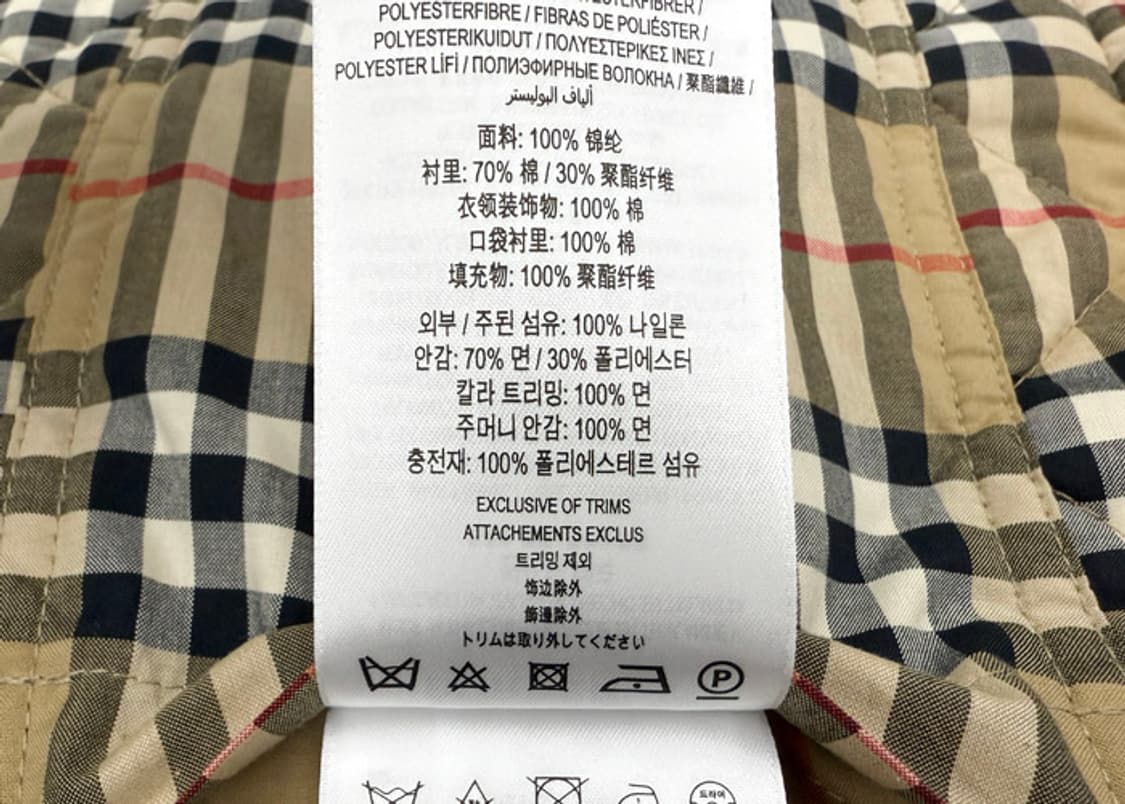 POLYESTERFIBRE / FIBRAS DE POLIÉSTER /
POLYESTERIKUIDUT / ΠΟΛΥΕΣΤΕΡΙΚΕΣ ΙΝΕΣ /
POLYESTER LİFİ / ПОЛИЭФИРНЫЕ ВОЛОКНА / 聚酯纖維 /
ألياف البوليستر
面料: 100% 锦纶
衬里: 70% 棉 / 30% 聚酯纤维
衣领装饰物: 100% 棉
口袋衬里: 100% 棉
填充物: 100% 聚酯纤维
외부 / 주된 섬유: 100% 나일론
안감: 70% 면 / 30% 폴리에스터
칼라 트리밍: 100% 면
주머니 안감: 100% 면
충전재: 100% 폴리에스테르 섬유
EXCLUSIVE OF TRIMS
ATTACHEMENTS EXCLUS
트리밍 제외
饰边除外
飾邊除外
トリムは取り外してください
P
드라이